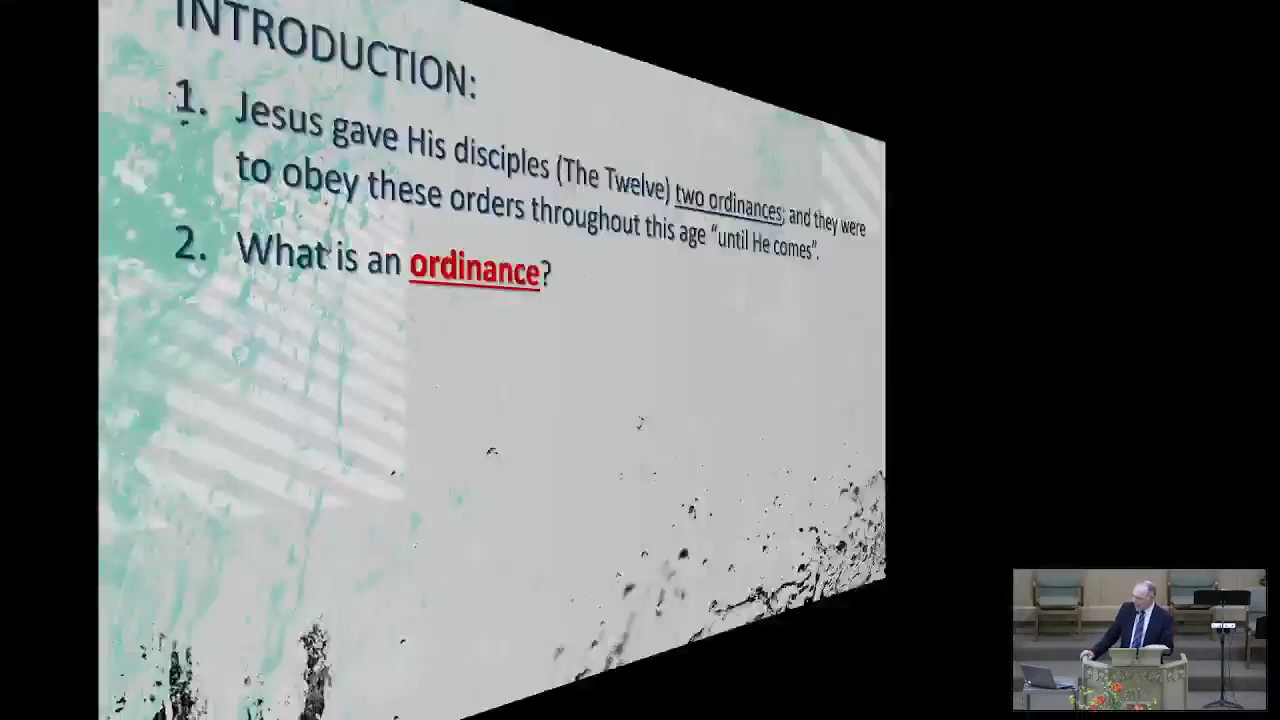 INTRODUCTION:
1. Jesus gave His disciples (The Twelve) two ordinances; and they were
to obey these orders throughout this age “until He comes”.
2. What is an ordinance?